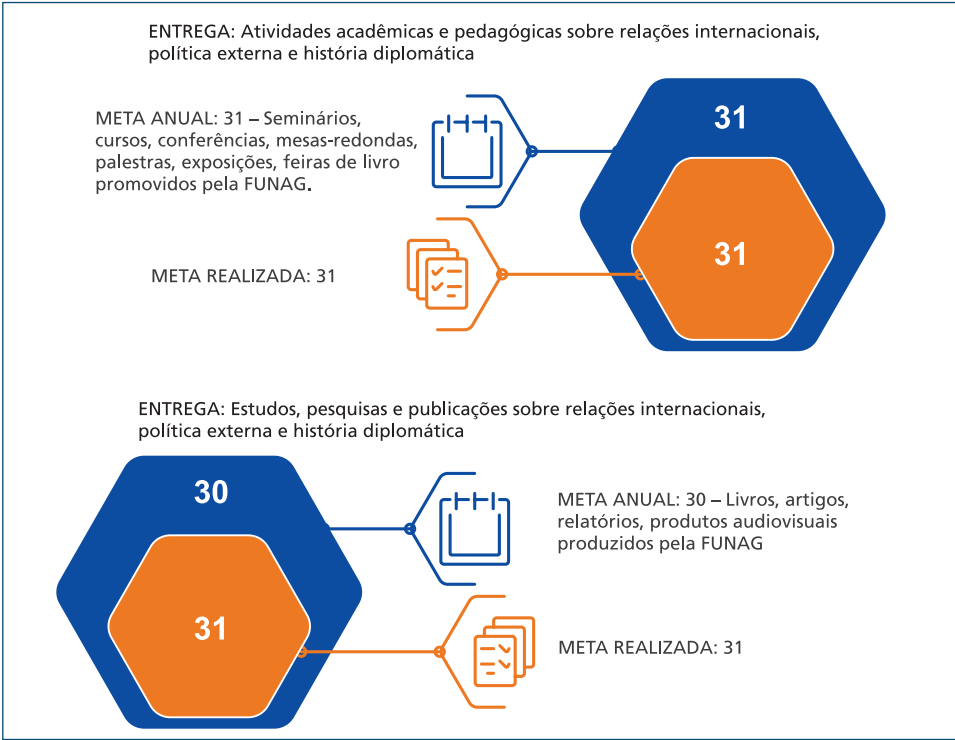 ENTREGA: Atividades acadêmicas e pedagógicas sobre relações internacionais,
política externa e história diplomática
META ANUAL: 31 – Seminários,
cursos, conferências, mesas-redondas,
palestras, exposições, feiras de livro
promovidos pela FUNAG.
31
META REALIZADA: 31
31
ENTREGA: Estudos, pesquisas e publicações sobre relações internacionais,
política externa e história diplomática
30
META ANUAL: 30 – Livros, artigos,
relatórios, produtos audiovisuais
produzidos pela FUNAG
31
META REALIZADA: 31